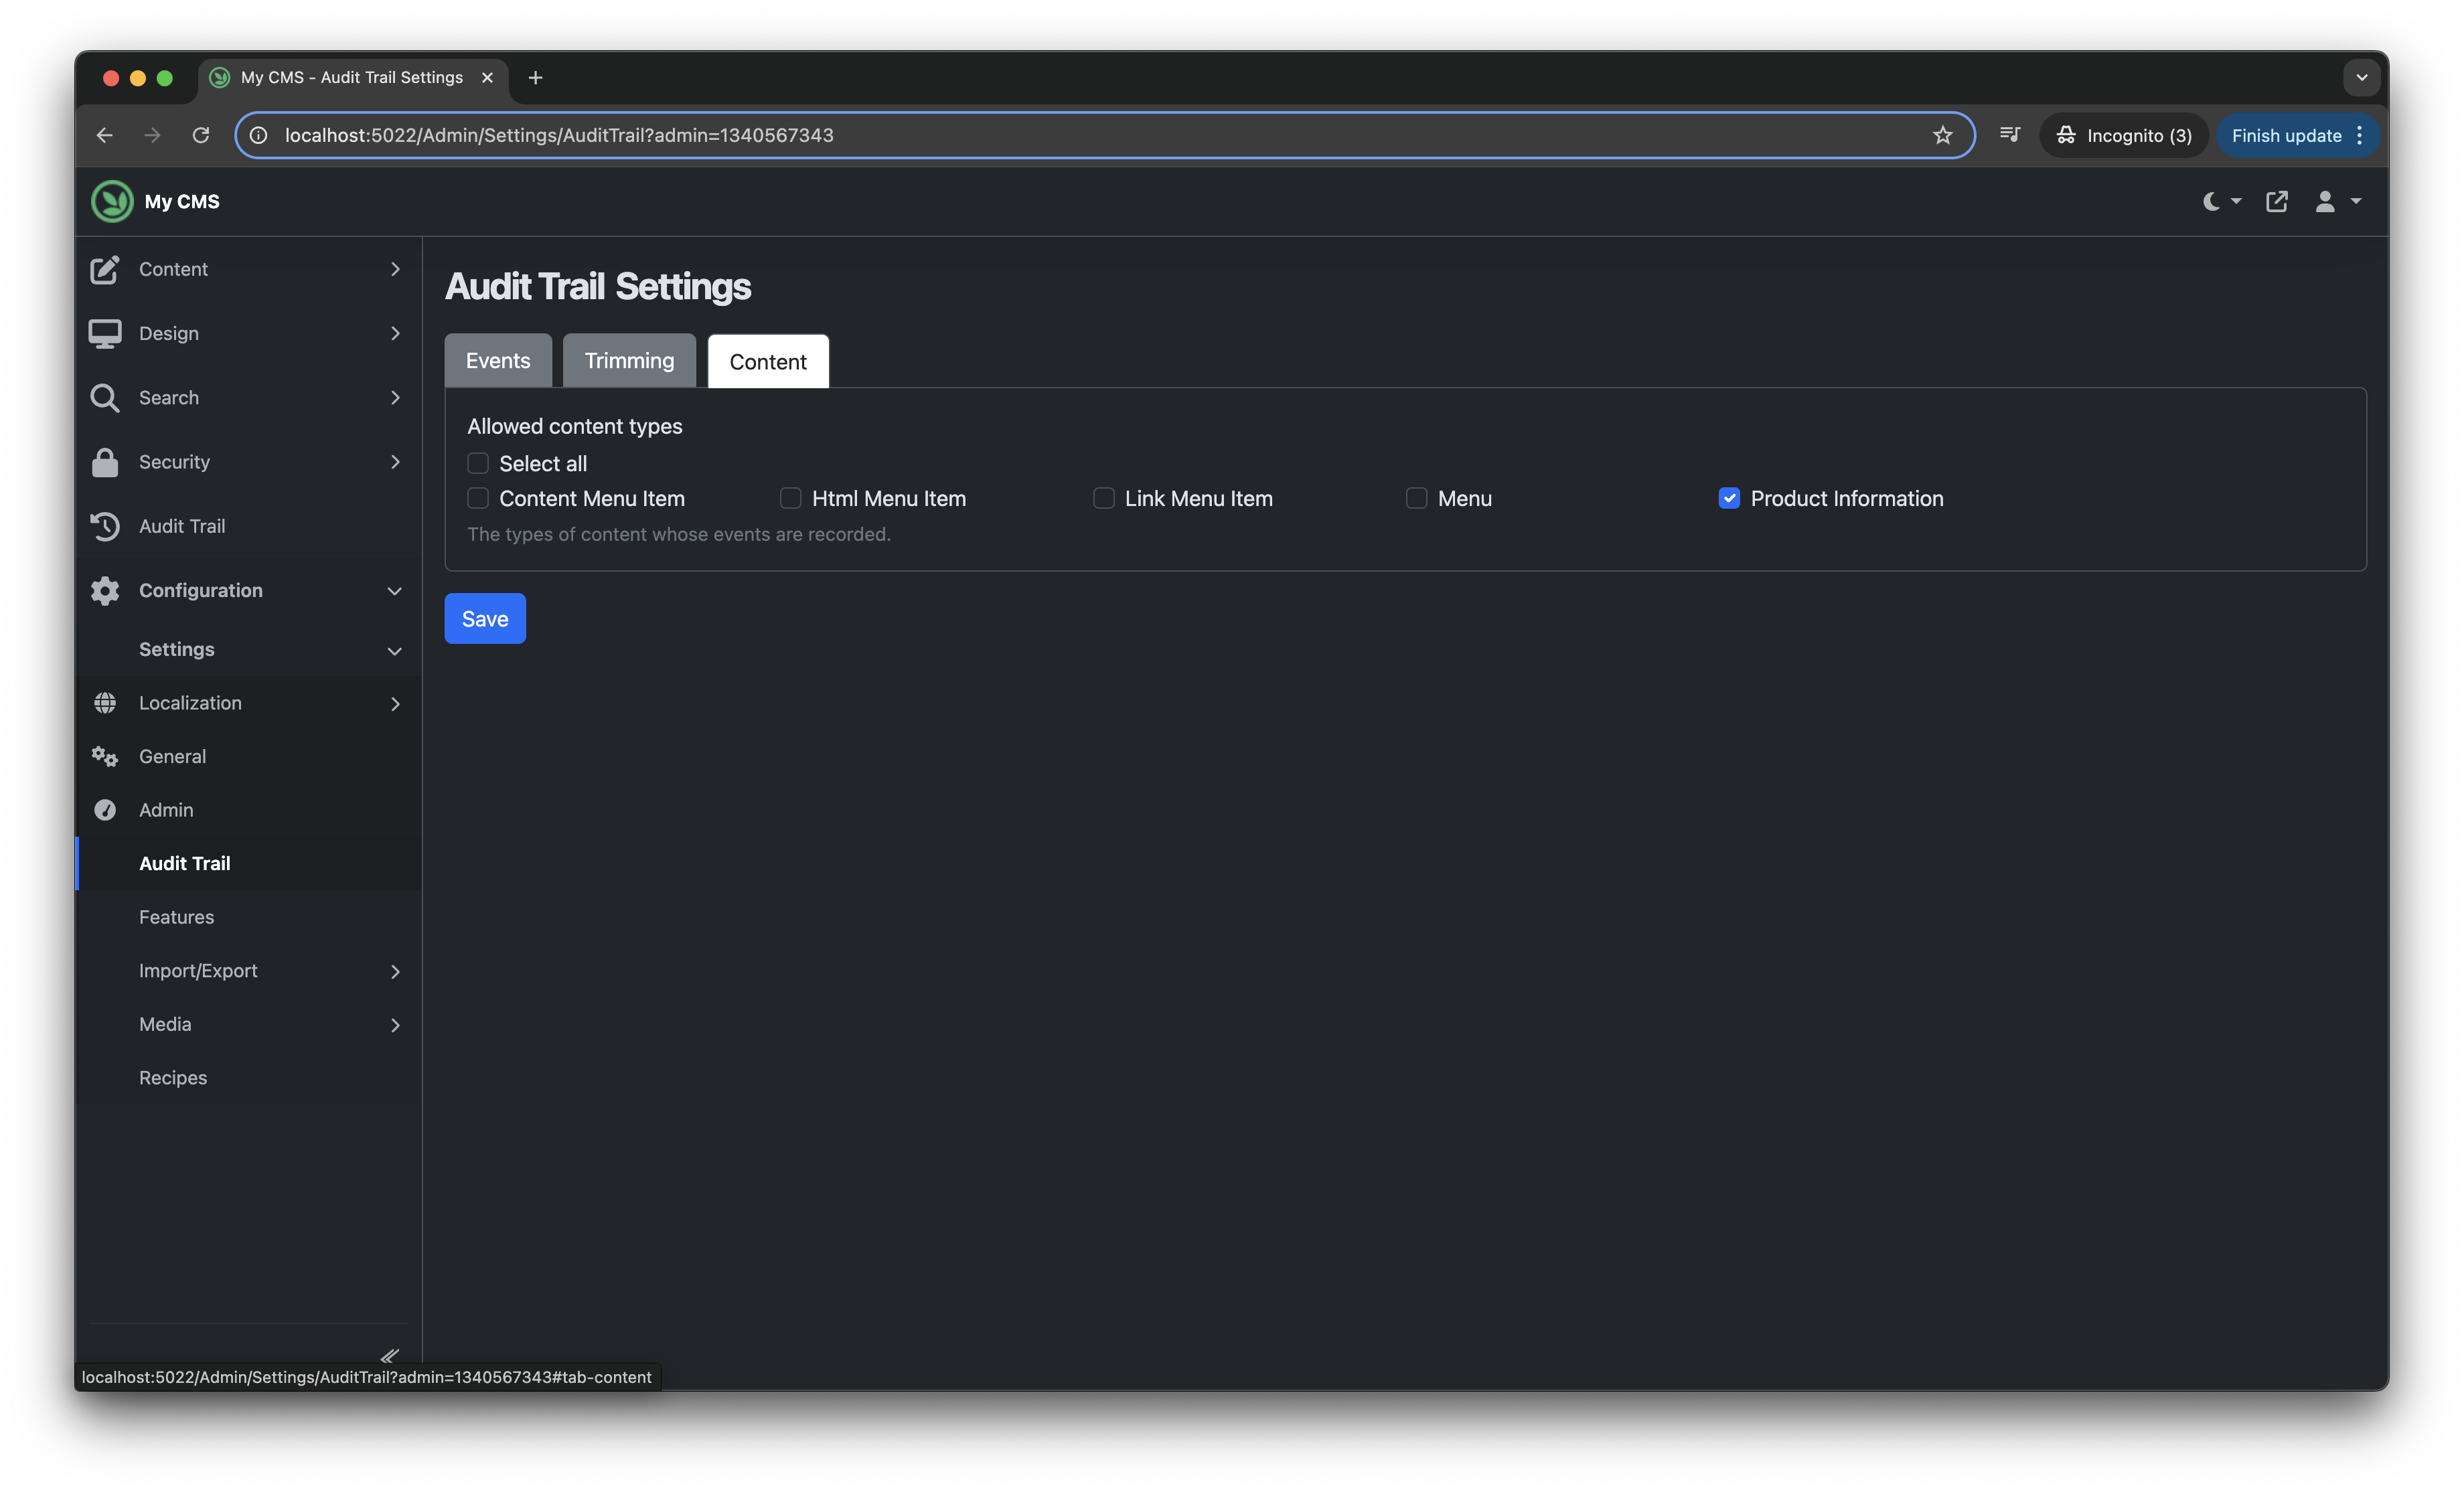 My CMS - Audit Trail Settings
localhost:5022/Admin/Settings/AuditTrail?admin=1340567343
Incognito (3)
Finish update
My CMS
Content
Design
Search
Security
Audit Trail
Configuration
Settings
Localization
General
Admin
Audit Trail
Features
Import/Export
Media
Recipes
Audit Trail Settings
Events Trimming Content
Allowed content types
Select all
Content Menu Item Html Menu Item Link Menu Item Menu Product Information
The types of content whose events are recorded.
Save
localhost:5022/Admin/Settings/AuditTrail?admin=1340567343#tab-content